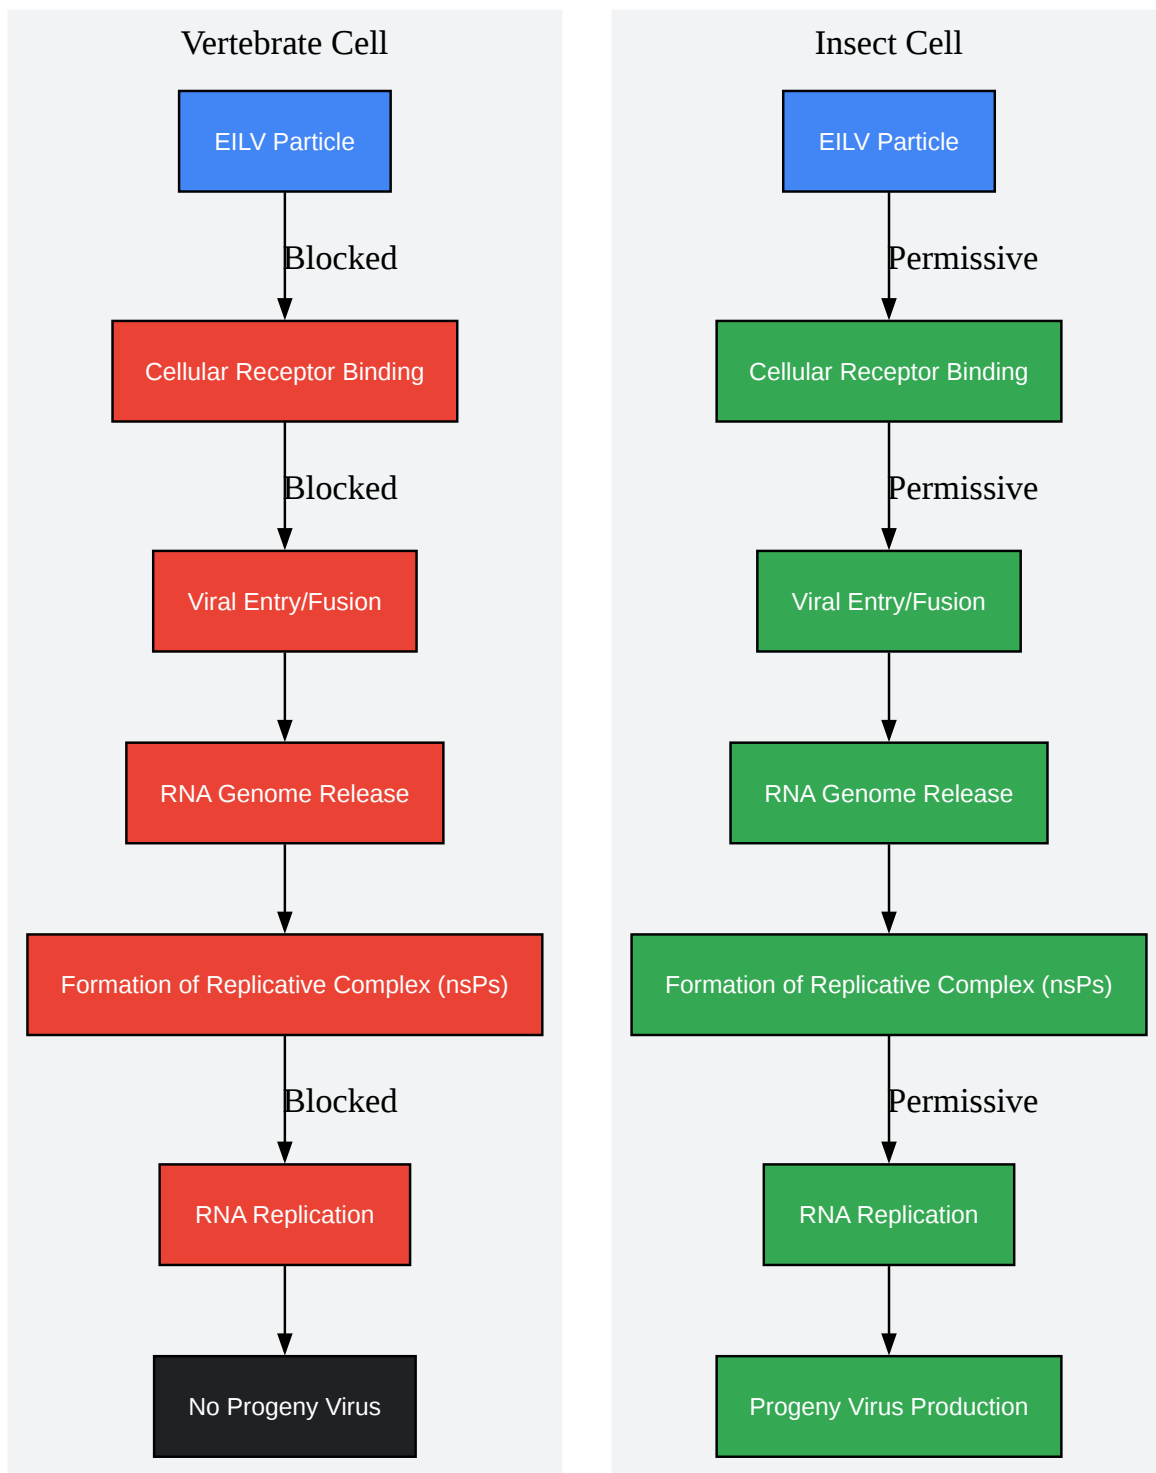 Vertebrate Cell
EILV Particle
Blocked
Cellular Receptor Binding
Blocked
Viral Entry/Fusion
RNA Genome Release
Formation of Replicative Complex (nsPs)
Blocked
RNA Replication
No Progeny Virus
Insect Cell
EILV Particle
Permissive
Cellular Receptor Binding
Permissive
Viral Entry/Fusion
RNA Genome Release
Formation of Replicative Complex (nsPs)
Permissive
RNA Replication
Progeny Virus Production